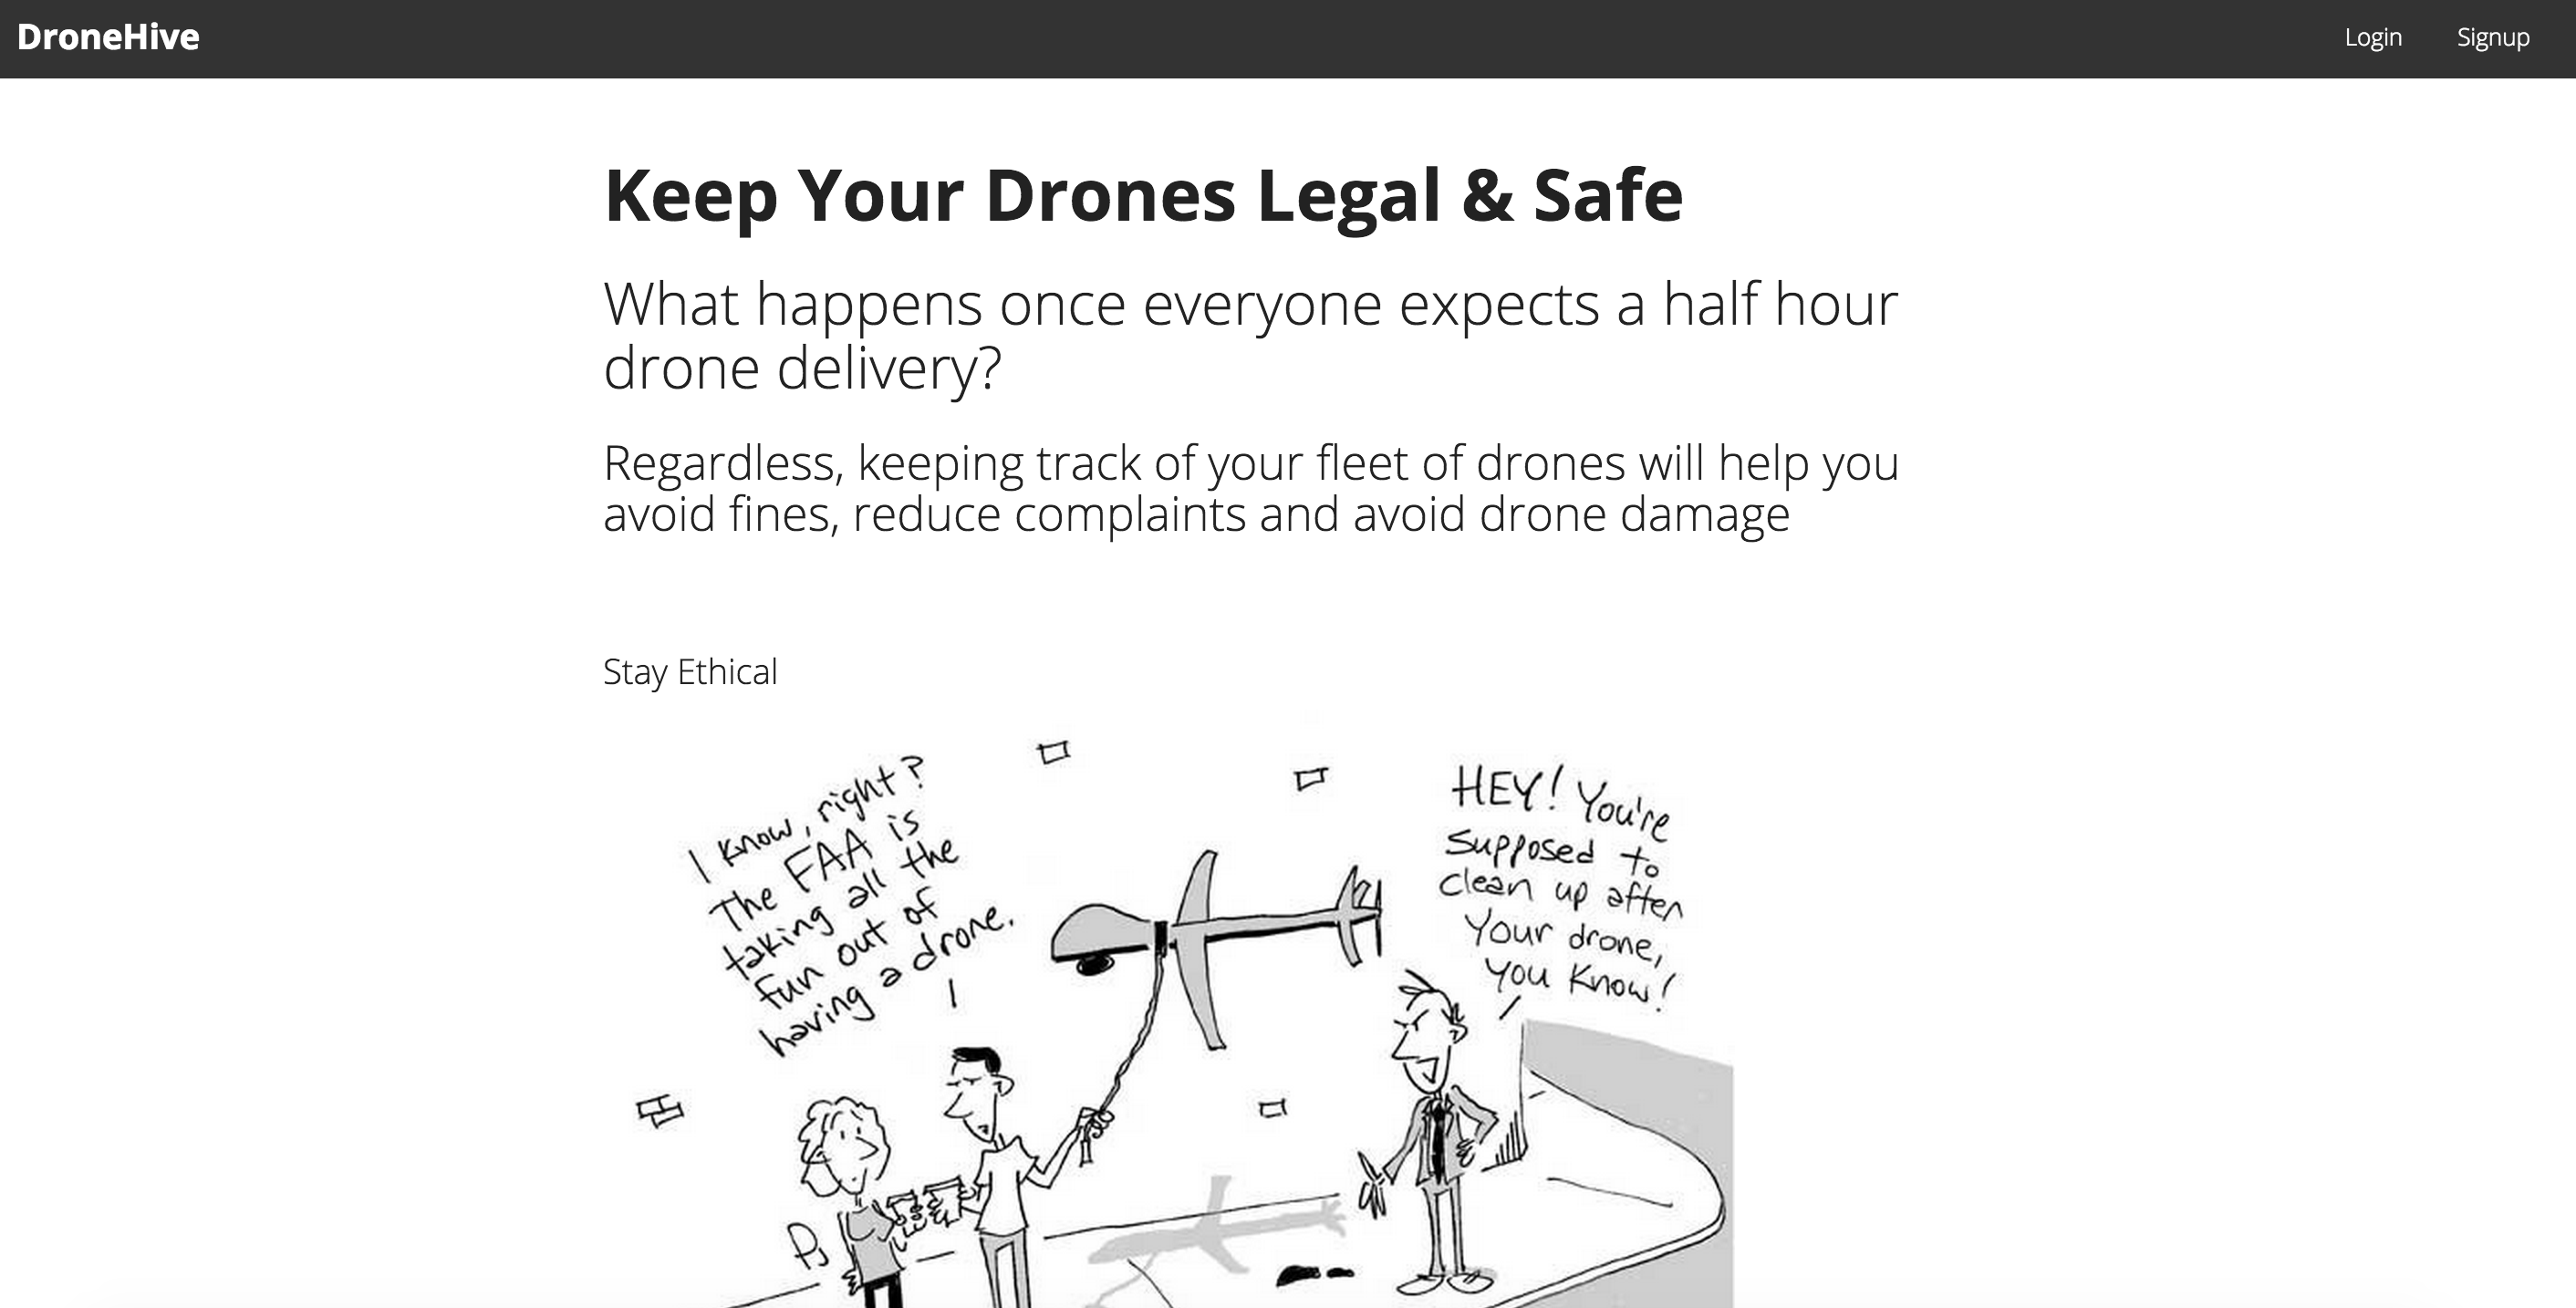 DroneHive
Login
Signup
Keep Your Drones Legal & Safe
What happens once everyone expects a half hour
drone delivery?
Regardless, keeping track of your fleet of drones will help you
avoid fines, reduce complaints and avoid drone damage
Stay Ethical
I know, right?
The FAA is
taking all the
fun out of
having a drone.
HEY! You're
supposed to
clean up after
your drone,
you know!
PJ